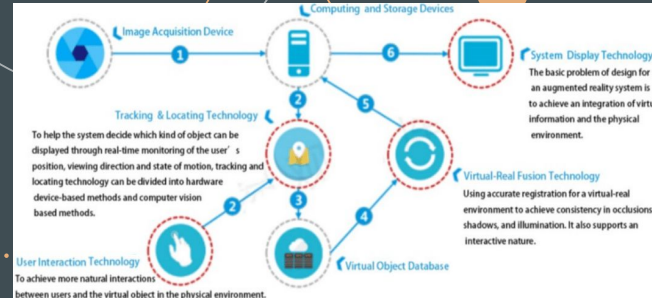 Computing and Storage Devices
Image Acquisition Device
1
6
System Display Technology
The basic problem of design for
an augmented reality system is
to achieve an integration of
information and the physical
environment.
2
5
Tracking & Locating Technology
To help the system decide which kind of object can be
displayed through real-time monitoring of the user's
position, viewing direction and state of motion, tracking and
locating technology can be divided into hardware
device-based methods and computer vision
based methods.
Virtual-Real Fusion Technology
Using accurate registration for a virtual-real
environment to achieve consistency in occlusions
shadows, and illumination. It also supports an
interactive nature.
2
3
4
User Interaction Technology
To achieve more natural interactions
between users and the virtual object in the physical environment.
Virtual Object Database